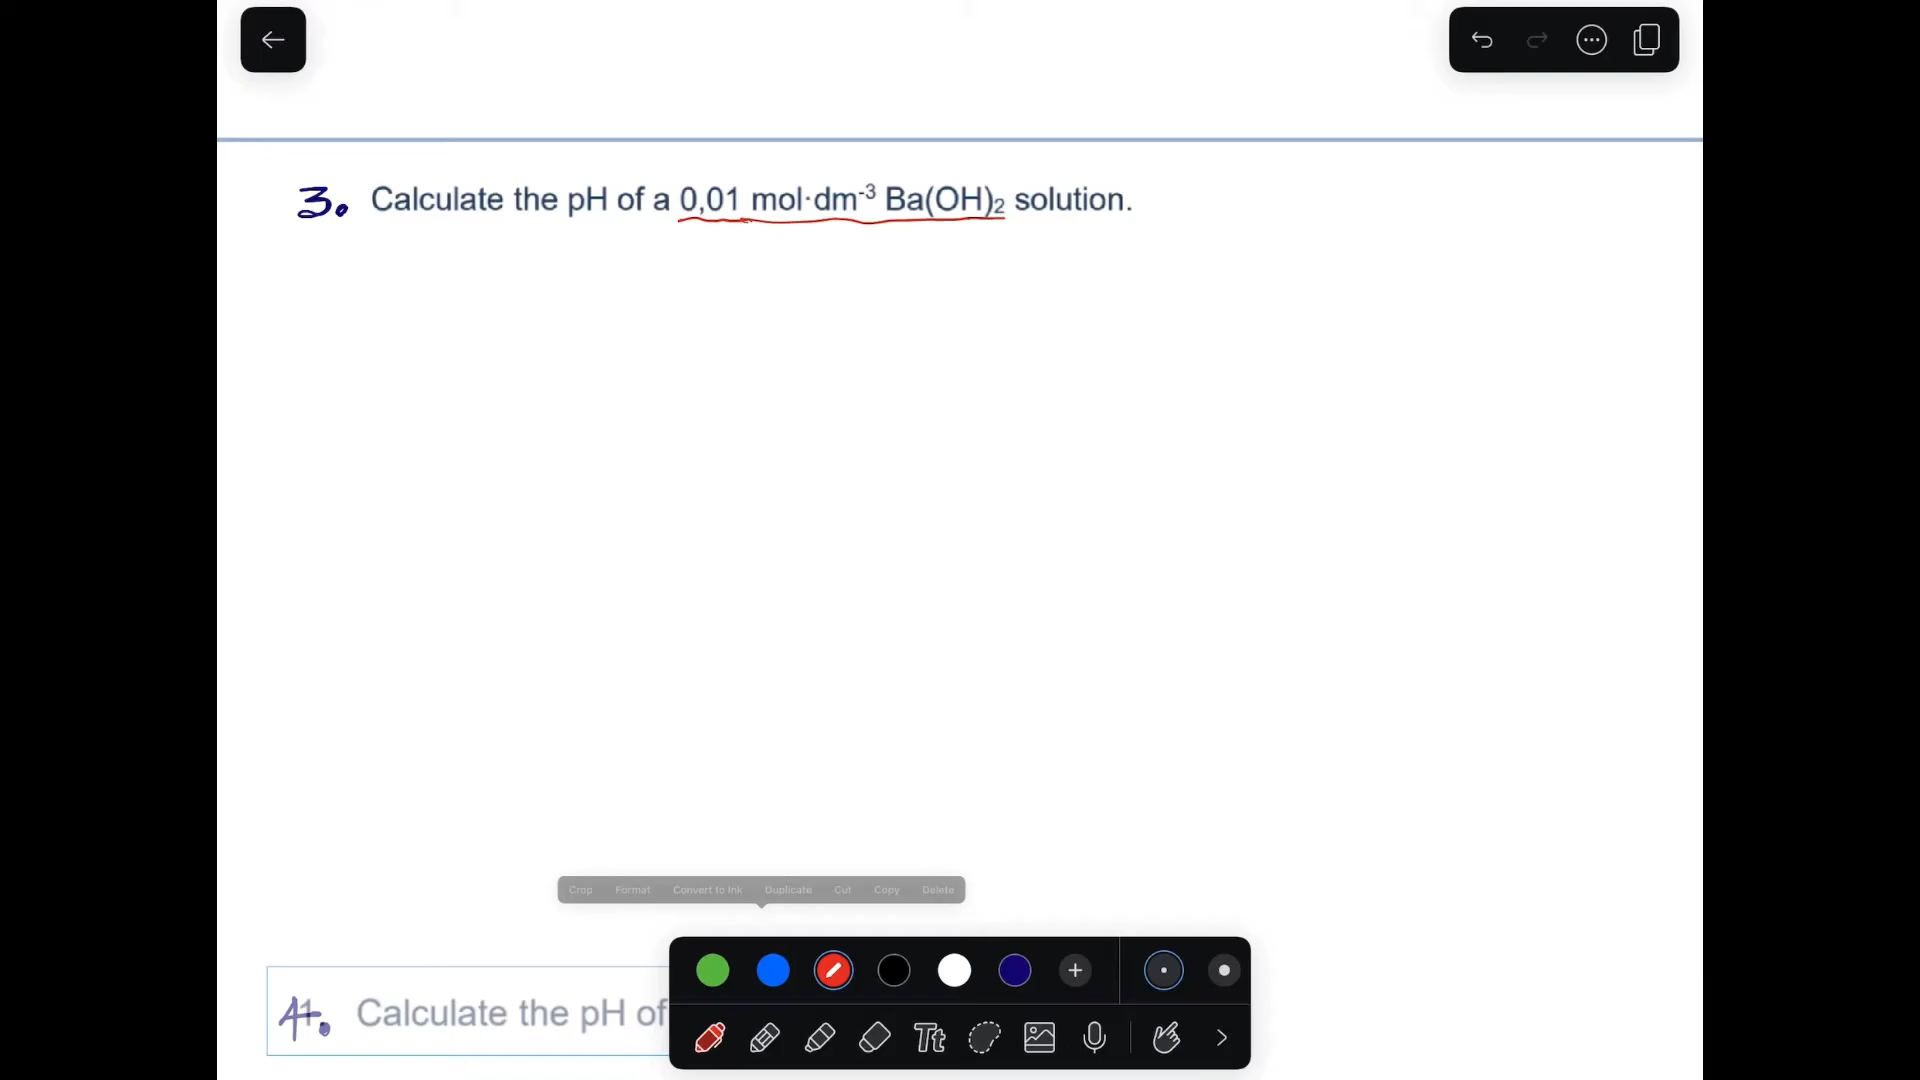 3. Calculate the pH of a 0,01 mol·dm⁻³ Ba(OH)₂ solution.
Crop Format Convert to Ink Duplicate Cut Copy Delete
4. Calculate the pH of
Tt